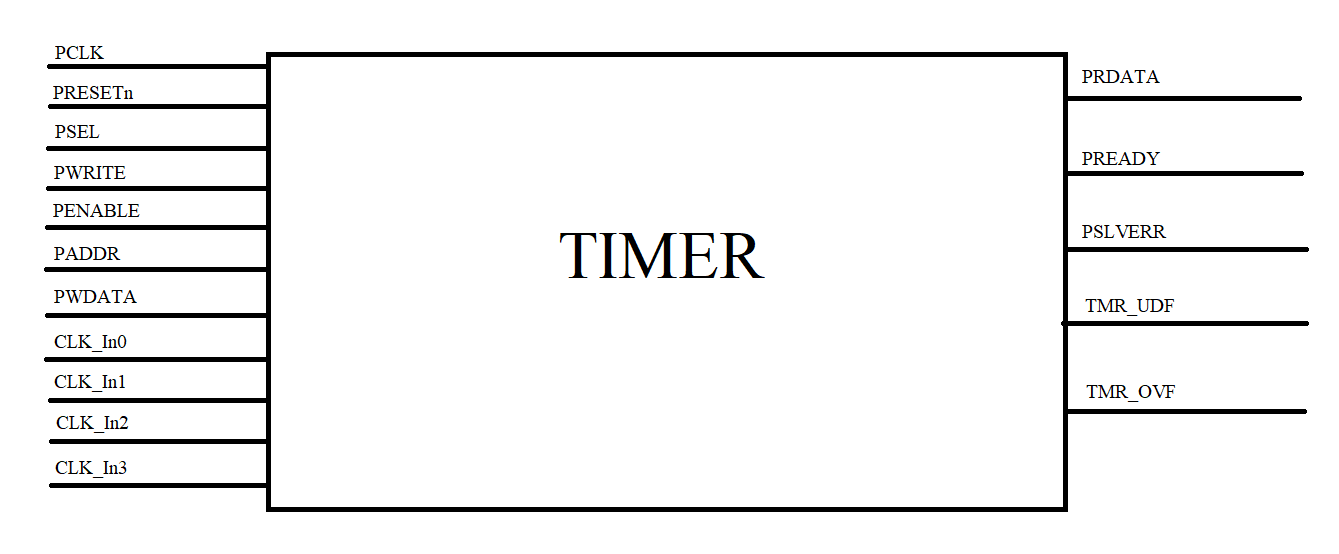 PCLK
PRESETn
PSEL
PWRITE
PENABLE
PADDR
PWDATA
CLK_In0
CLK_In1
CLK_In2
CLK_In3
TIMER
PRDATA
PREADY
PSLVERR
TMR_UDF
TMR_OVF